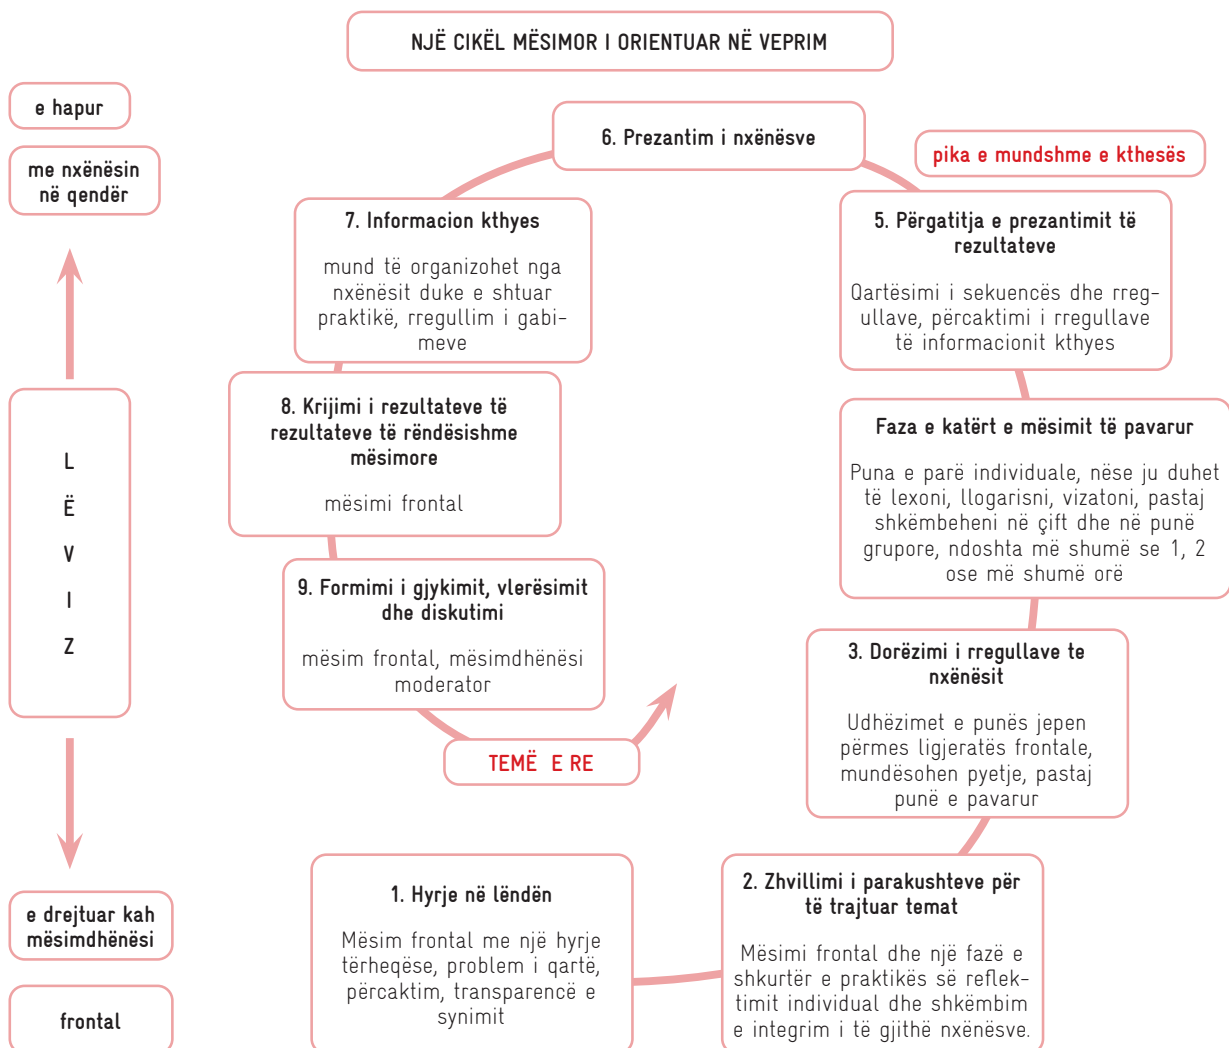 NJË CIKËL MËSIMOR I ORIENTUAR NË VEPRIM
e hapur
me nxënësin
në qendër
L
Ë
V
I
Z
e drejtuar kah
mësimdhënësi
frontal
6. Prezantim i nxënësve
pika e mundshme e kthesës
7. Informacion kthyes
mund të organizohet nga
nxënësit duke e shtuar
praktikë, rregullim i gabi-
meve
5. Përgatitja e prezantimit të
rezultateve
Qartësimi i sekuencës dhe rreg-
ullave, përcaktimi i rregullave
të informacionit kthyes
8. Krijimi i rezultateve të
rezultateve të rëndësishme
mësimore
mësimi frontal
Faza e katërt e mësimit të pavarur
Puna e parë individuale, nëse ju duhet
të lexoni, llogarisni, vizatoni, pastaj
shkëmbeheni në çift dhe në punë
grupore, ndoshta më shumë se 1, 2
ose më shumë orë
9. Formimi i gjykimit, vlerësimit
dhe diskutimi
mësim frontal, mësimdhënësi
moderator
3. Dorëzimi i rregullave te
nxënësit
Udhëzimet e punës jepen
përmes ligjeratës frontale,
mundësohen pyetje, pastaj
punë e pavarur
TEMË E RE
1. Hyrje në lëndën
Mësim frontal me një hyrje
tërheqëse, problem i qartë,
përcaktim, transparencë e
synimit
2. Zhvillimi i parakushteve për
të trajtuar temat
Mësimi frontal dhe një fazë e
shkurtër e praktikës së reflek-
timit individual dhe shkëmbim
e integrim i të gjithë nxënësve.